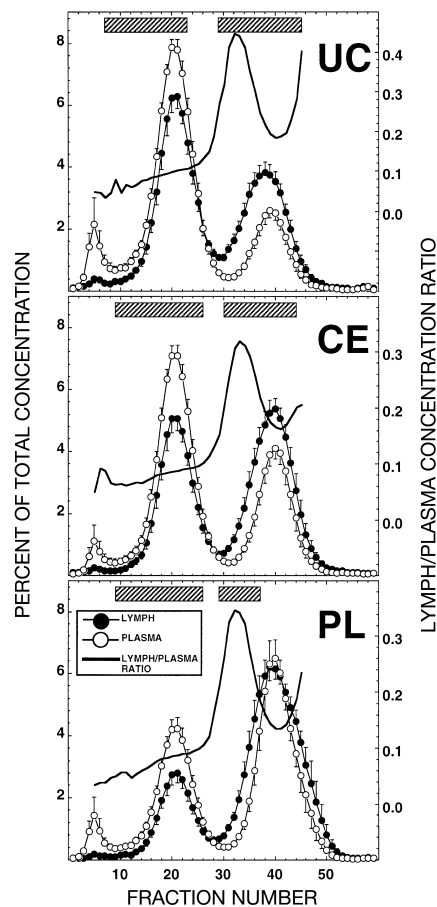 UC
8
6
4
2
0.4
0.3
0.2
0.1
0.0
CE
8
6
4
2
0.3
0.2
0.1
0.0
PL
8
6
4
2
0.3
0.2
0.1
0.0
LYMPH
PLASMA
LYMPH/PLASMA
RATIO
10 20 30 40 50
FRACTION NUMBER
PERCENT OF TOTAL CONCENTRATION
LYMPH/PLASMA CONCENTRATION RATIO